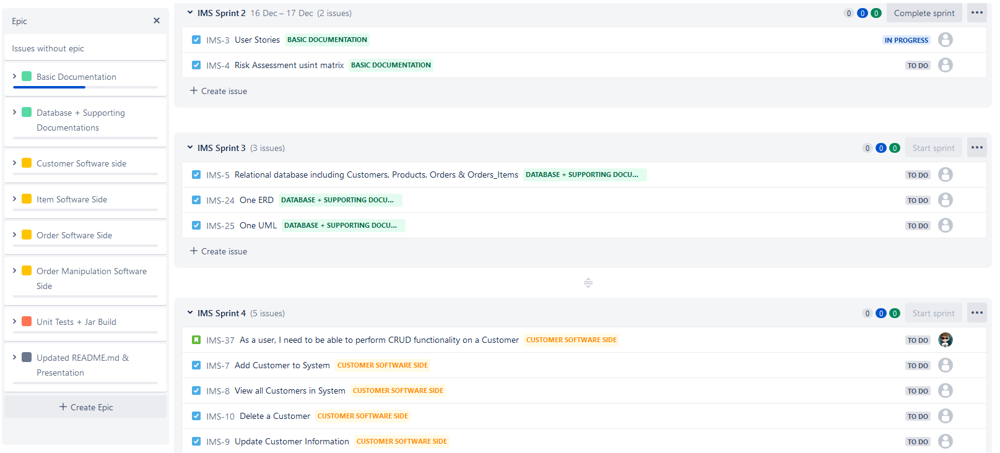 Epic
Issues without epic
Basic Documentation
Database + Supporting
Documentations
Customer Software side
Item Software Side
Order Software Side
Order Manipulation Software
Side
Unit Tests + Jar Build
Updated README.md &
Presentation
+ Create Epic
IMS Sprint 2 16 Dec – 17 Dec (2 issues) 0 0 0 Complete sprint
IMS-3 User Stories BASIC DOCUMENTATION IN PROGRESS
IMS-4 Risk Assessment usint matrix BASIC DOCUMENTATION TO DO
+ Create issue
IMS Sprint 3 (3 issues) 0 0 0 Start sprint
IMS-5 Relational database including Customers, Products, Orders & Orders_Items DATABASE + SUPPORTING DOCU... TO DO
IMS-24 One ERD DATABASE + SUPPORTING DOCU... TO DO
IMS-25 One UML DATABASE + SUPPORTING DOCU... TO DO
+ Create issue
IMS Sprint 4 (5 issues) 0 0 0 Start sprint
IMS-37 As a user, I need to be able to perform CRUD functionality on a Customer CUSTOMER SOFTWARE SIDE TO DO
IMS-7 Add Customer to System CUSTOMER SOFTWARE SIDE TO DO
IMS-8 View all Customers in System CUSTOMER SOFTWARE SIDE TO DO
IMS-10 Delete a Customer CUSTOMER SOFTWARE SIDE TO DO
IMS-9 Update Customer Information CUSTOMER SOFTWARE SIDE TO DO